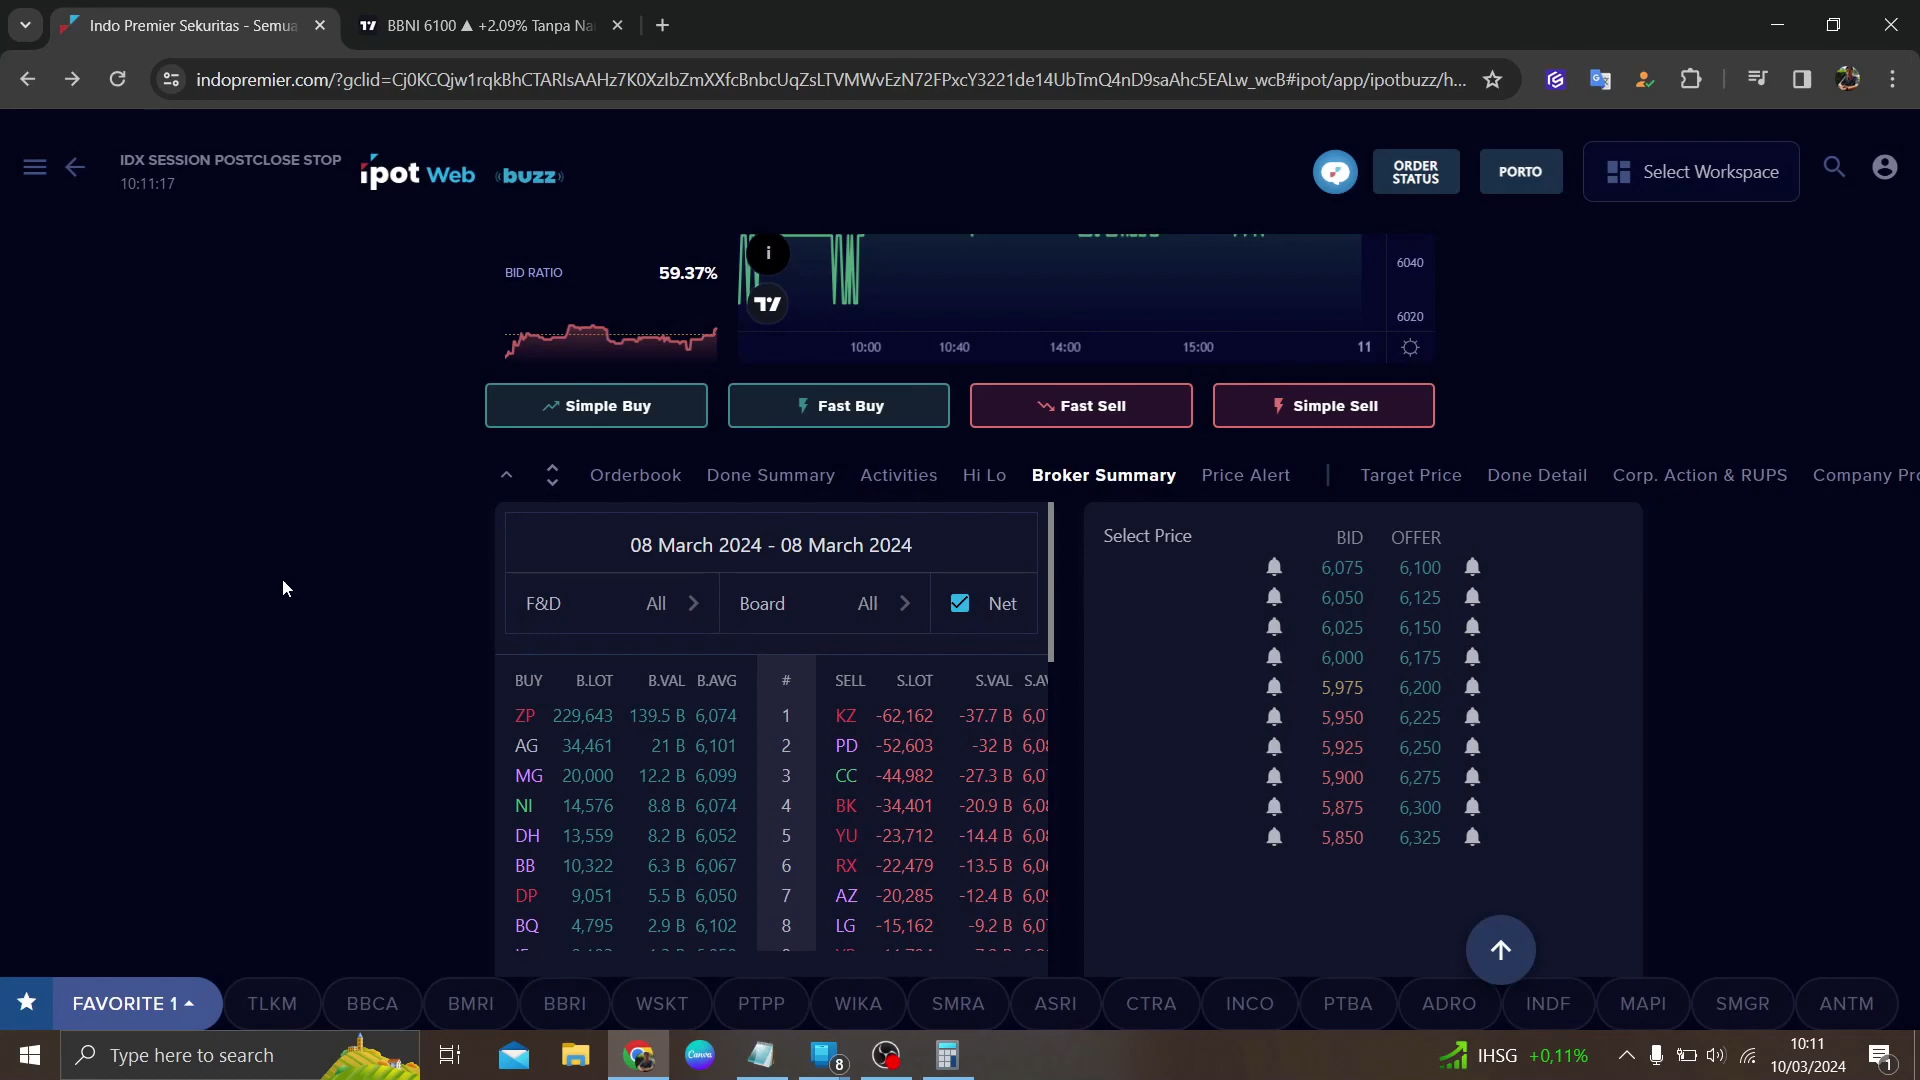 Indo Premier Sekuritas - Semua
BBNI 6100 ▲ +2.09% Tanpa Na
indopremier.com/?gclid=Cj0KCQjw1rqkBhCTARIsAAHz7K0XzIbZmXXfcBnbcUqZsLTVMWvEzN72FPxcY3221de14UbTmQ4nD9saAhc5EALw_wcB#ipot/app/ipotbuzz/h...
IDX SESSION POSTCLOSE STOP
10:11:17
ipot Web buzz
ORDER STATUS
PORTO
Select Workspace
BID RATIO 59.37%
6040
6020
10:00 10:40 14:00 15:00 11
Simple Buy Fast Buy Fast Sell Simple Sell
Orderbook Done Summary Activities Hi Lo Broker Summary Price Alert | Target Price Done Detail Corp. Action & RUPS Company Pro
08 March 2024 - 08 March 2024
F&D All Board All Net
BUY B.LOT B.VAL B.AVG # SELL S.LOT S.VAL
ZP 229,643 139.5 B 6,074 1 KZ -62,162 -37.7 B
AG 34,461 21 B 6,101 2 PD -52,603 -32 B
MG 20,000 12.2 B 6,099 3 CC -44,982 -27.3 B
NI 14,576 8.8 B 6,074 4 BK -34,401 -20.9 B
DH 13,559 8.2 B 6,052 5 YU -23,712 -14.4 B
BB 10,322 6.3 B 6,067 6 RX -22,479 -13.5 B
DP 9,051 5.5 B 6,050 7 AZ -20,285 -12.4 B
BQ 4,795 2.9 B 6,102 8 LG -15,162 -9.2 B
Select Price BID OFFER
6,075 6,100
6,050 6,125
6,025 6,150
6,000 6,175
5,975 6,200
5,950 6,225
5,925 6,250
5,900 6,275
5,875 6,300
5,850 6,325
FAVORITE 1 TLKM BBCA BMRI BBRI WSKT PTPP WIKA SMRA ASRI CTRA INCO PTBA ADRO INDF MAPI SMGR ANTM
Type here to search
Canva
8
IHSG +0,11%
10:11
10/03/2024
1